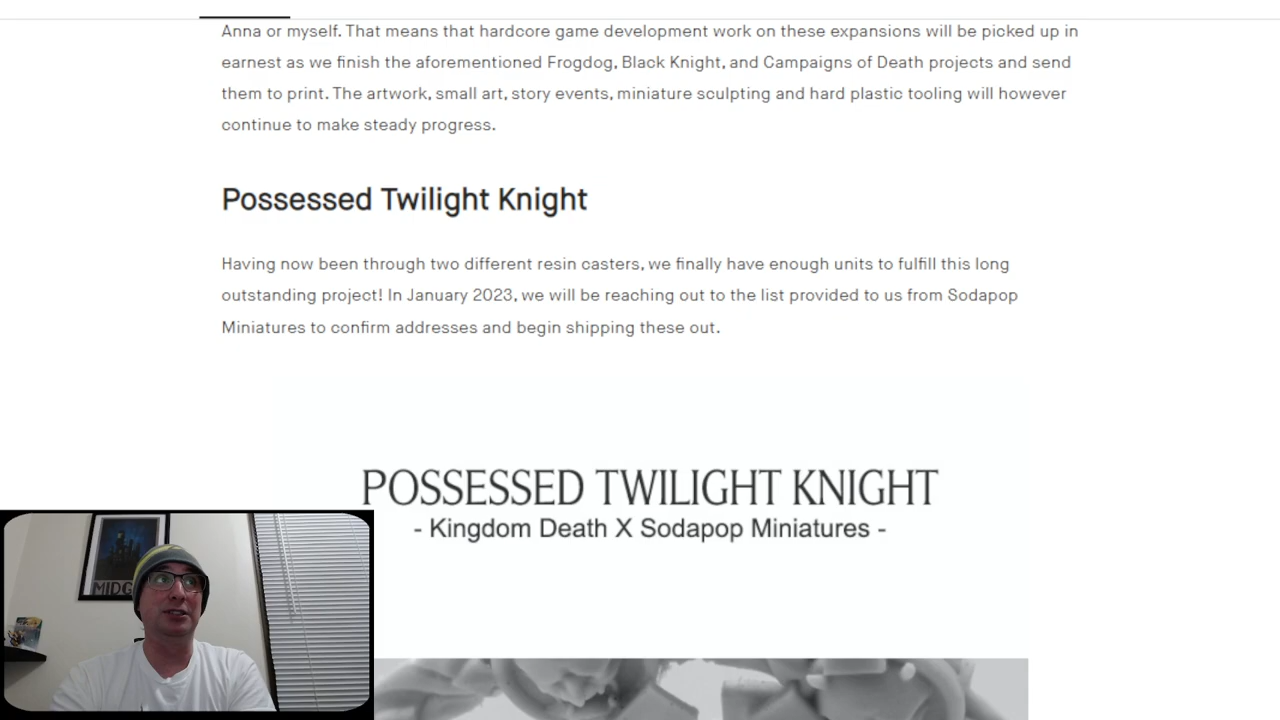 Anna or myself. That means that hardcore game development work on these expansions will be picked up in
earnest as we finish the aforementioned Frogdog, Black Knight, and Campaigns of Death projects and send
them to print. The artwork, small art, story events, miniature sculpting and hard plastic tooling will however
continue to make steady progress.
Possessed Twilight Knight
Having now been through two different resin casters, we finally have enough units to fulfill this long
outstanding project! In January 2023, we will be reaching out to the list provided to us from Sodapop
Miniatures to confirm addresses and begin shipping these out.
POSSESSED TWILIGHT KNIGHT
- Kingdom Death X Sodapop Miniatures -
MIDG